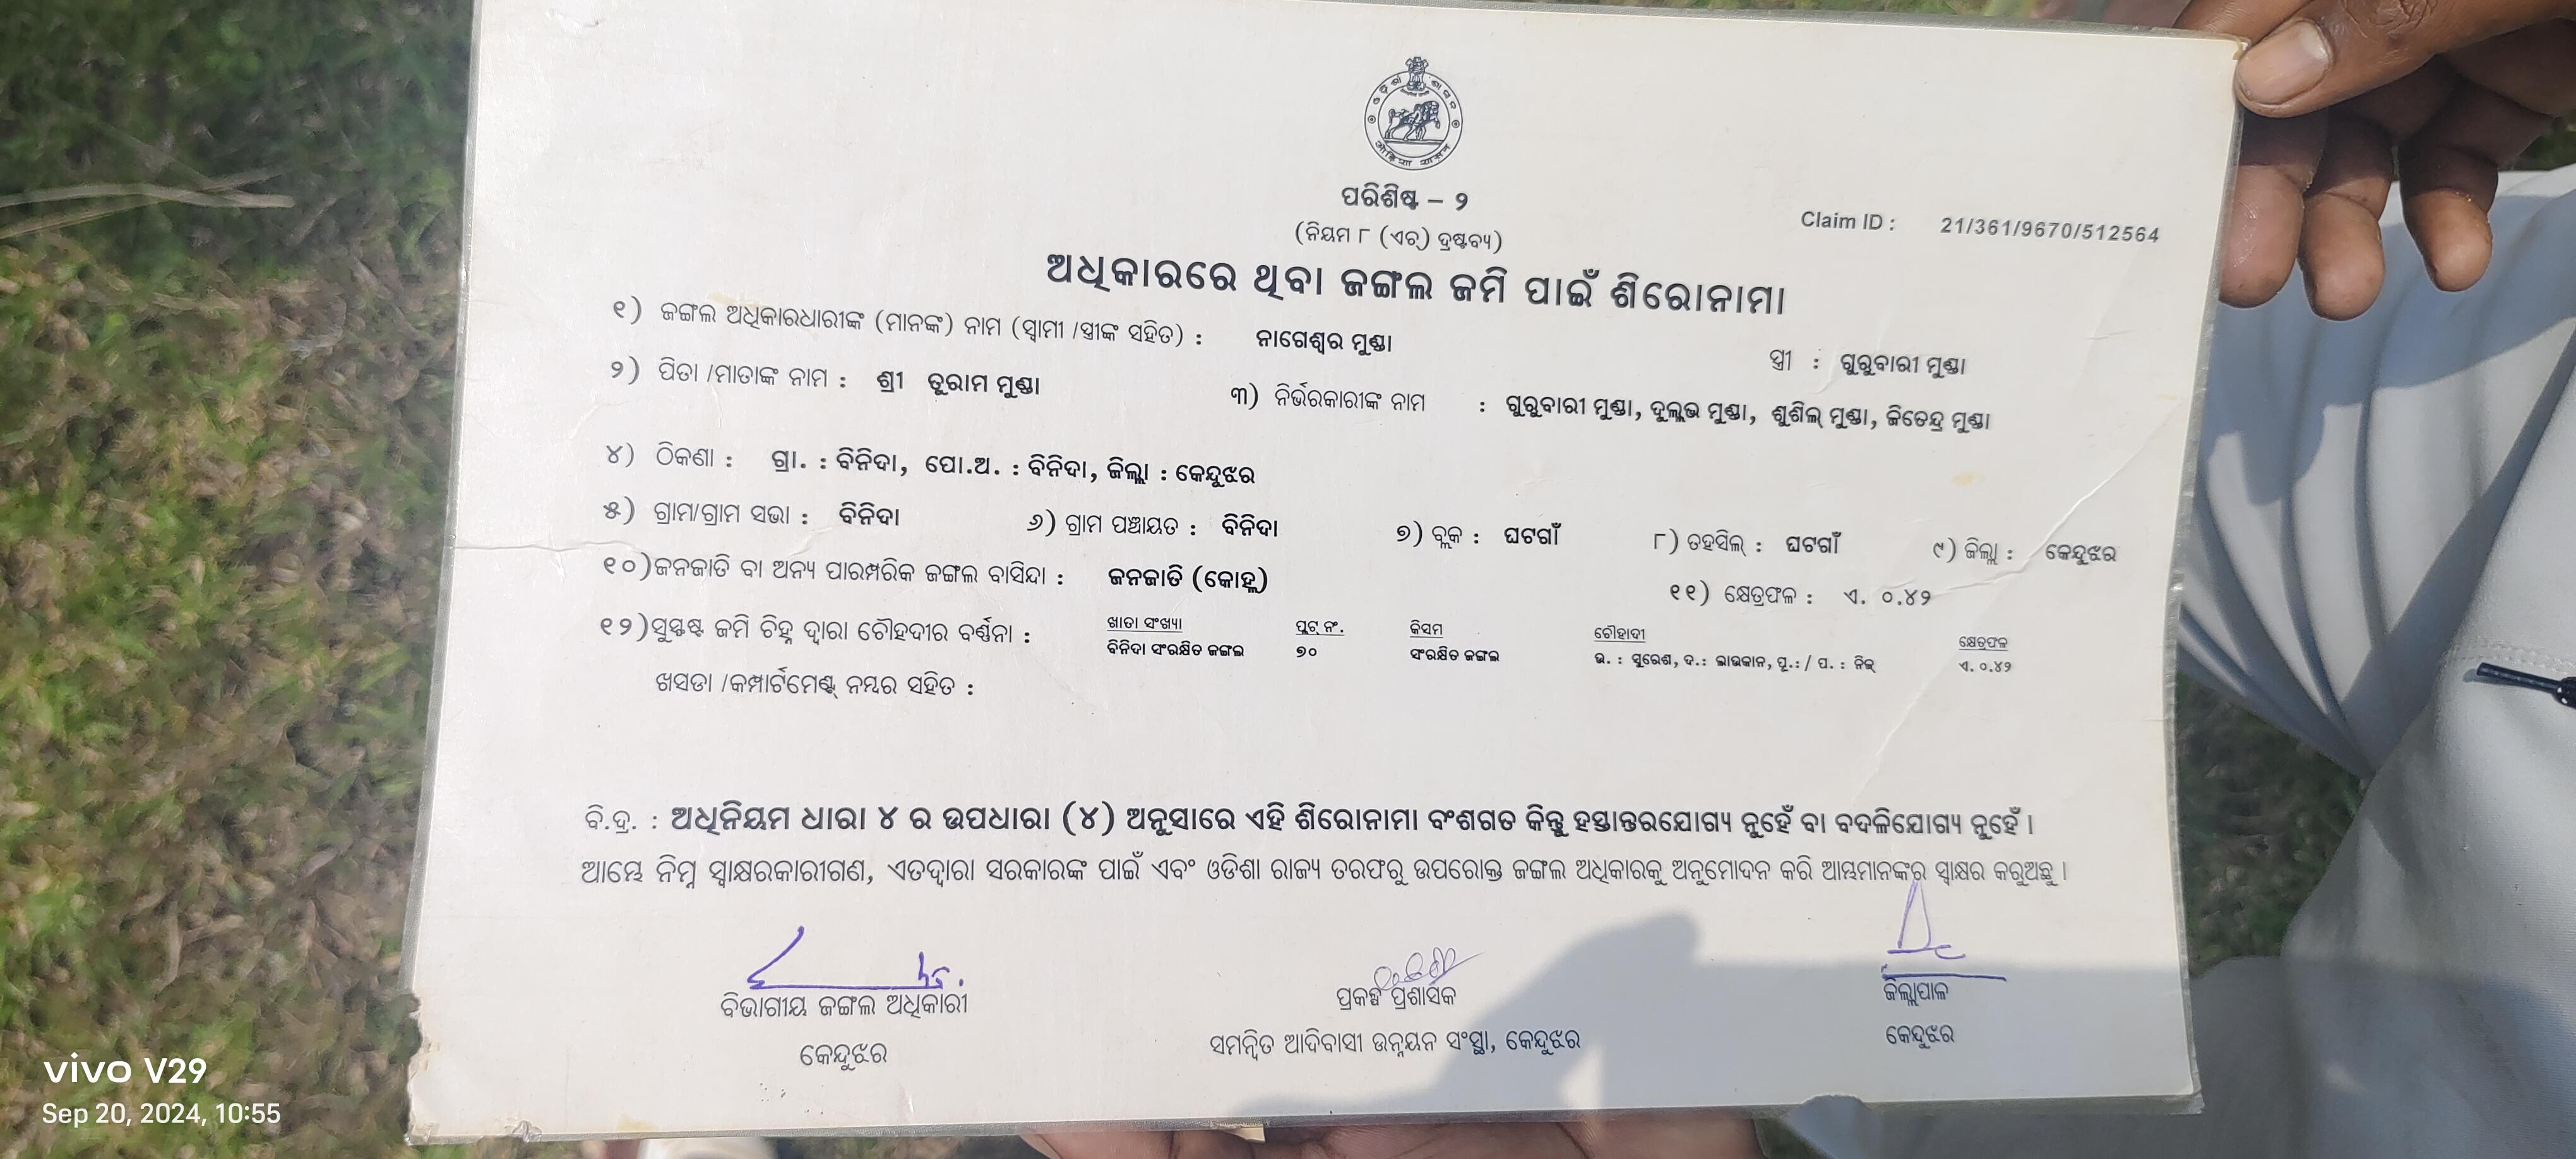 ଓଡ଼ିଶା ଶାସନ
ओड़िशा शासन
ପରିଶିଷ୍ଟ – ୨
(ନିୟମ ୮ (ଏଚ୍) ଦ୍ରଷ୍ଟବ୍ୟ)
Claim ID : 21/361/9670/512564
ଅଧିକାରରେ ଥିବା ଜଙ୍ଗଲ ଜମି ପାଇଁ ଶିରୋନାମା
୧) ଜଙ୍ଗଲ ଅଧିକାରଧାରୀଙ୍କ (ମାନଙ୍କ) ନାମ (ସ୍ୱାମୀ /ସ୍ତ୍ରୀଙ୍କ ସହିତ) : ନାଗେଶ୍ୱର ମୁଣ୍ଡା ସ୍ତ୍ରୀ : ଗୁରୁବାରୀ ମୁଣ୍ଡା
୨) ପିତା /ମାତାଙ୍କ ନାମ : ଶ୍ରୀ ତୁରାମ ମୁଣ୍ଡା ୩) ନିର୍ଭରକାରୀଙ୍କ ନାମ : ଗୁରୁବାରୀ ମୁଣ୍ଡା, ଦୁଲ୍ଲଭ ମୁଣ୍ଡା, ଶୁଶିଲ୍ ମୁଣ୍ଡା, ଜିତେନ୍ଦ୍ର ମୁଣ୍ଡା
୪) ଠିକଣା : ଗ୍ରା. : ବିନିଦା, ପୋ.ଅ. : ବିନିଦା, ଜିଲ୍ଲା : କେନ୍ଦୁଝର
୫) ଗ୍ରାମ/ଗ୍ରାମ ସଭା : ବିନିଦା ୬) ଗ୍ରାମ ପଞ୍ଚାୟତ : ବିନିଦା ୭) ବ୍ଲକ : ଘଟଗାଁ ୮) ତହସିଲ୍ : ଘଟଗାଁ ୯) ଜିଲ୍ଲା : କେନ୍ଦୁଝର
୧୦) ଜନଜାତି ବା ଅନ୍ୟ ପାରମ୍ପରିକ ଜଙ୍ଗଲ ବାସିନ୍ଦା : ଜନଜାତି (କୋହ୍ଲ) ୧୧) କ୍ଷେତ୍ରଫଳ : ଏ. ୦.୪୨
୧୨) ସୁସ୍ପଷ୍ଟ ଜମି ଚିହ୍ନ ଦ୍ୱାରା ଚୌହଦୀର ବର୍ଣ୍ଣନା : ଖାତା ସଂଖ୍ୟା ପ୍ଲଟ୍ ନଂ. କିସମ ଚୌହାଦୀ କ୍ଷେତ୍ରଫଳ
ବିନିଦା ସଂରକ୍ଷିତ ଜଙ୍ଗଲ ୭୦ ସଂରକ୍ଷିତ ଜଙ୍ଗଲ ଉ. : ସୁରେଶ, ଦ.: ଲାଭକାନ, ପୂ.: / ପ. : ନିଜ୍ ଏ. ୦.୪୨
ଖସଡା /କମ୍ପାର୍ଟମେଣ୍ଟ୍ ନମ୍ବର ସହିତ :
ବି.ଦ୍ର. : ଅଧିନିୟମ ଧାରା ୪ ର ଉପଧାରା (୪) ଅନୁସାରେ ଏହି ଶିରୋନାମା ବଂଶଗତ କିନ୍ତୁ ହସ୍ତାନ୍ତରଯୋଗ୍ୟ ନୁହେଁ ବା ବଦଳିଯୋଗ୍ୟ ନୁହେଁ ।
ଆମ୍ଭେ ନିମ୍ନ ସ୍ୱାକ୍ଷରକାରୀଗଣ, ଏତଦ୍ୱାରା ସରକାରଙ୍କ ପାଇଁ ଏବଂ ଓଡିଶା ରାଜ୍ୟ ତରଫରୁ ଉପରୋକ୍ତ ଜଙ୍ଗଲ ଅଧିକାରକୁ ଅନୁମୋଦନ କରି ଆମ୍ଭମାନଙ୍କର ସ୍ୱାକ୍ଷର କରୁଅଛୁ ।
ବିଭାଗୀୟ ଜଙ୍ଗଲ ଅଧିକାରୀ ପ୍ରକଳ୍ପ ପ୍ରଶାସକ ଜିଲ୍ଲାପାଳ
କେନ୍ଦୁଝର ସମନ୍ୱିତ ଆଦିବାସୀ ଉନ୍ନୟନ ସଂସ୍ଥା, କେନ୍ଦୁଝର କେନ୍ଦୁଝର
vivo V29
Sep 20, 2024, 10:55